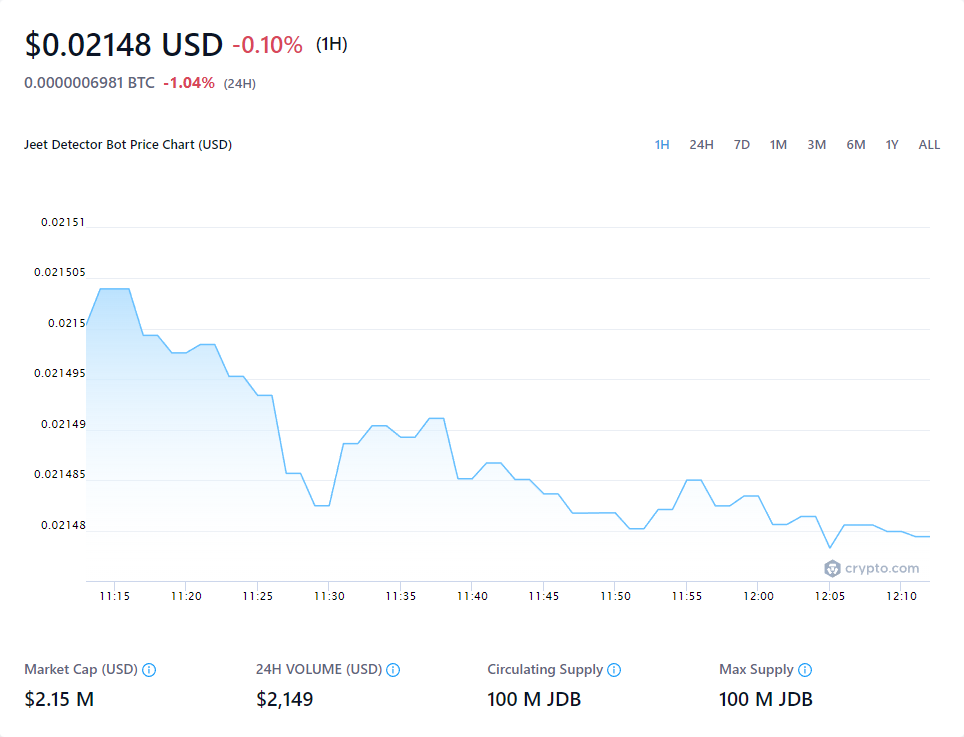 $0.02148 USD -0.10% (1H)
0.0000006981 BTC -1.04% (24H)
Jeet Detector Bot Price Chart (USD) 1H 24H 7D 1M 3M 6M 1Y ALL
0.02151
0.021505
0.0215
0.021495
0.02149
0.021485
0.02148
crypto.com
11:15 11:20 11:25 11:30 11:35 11:40 11:45 11:50 11:55 12:00 12:05 12:10
Market Cap (USD) 24H VOLUME (USD) Circulating Supply Max Supply
$2.15 M $2,149 100 M JDB 100 M JDB